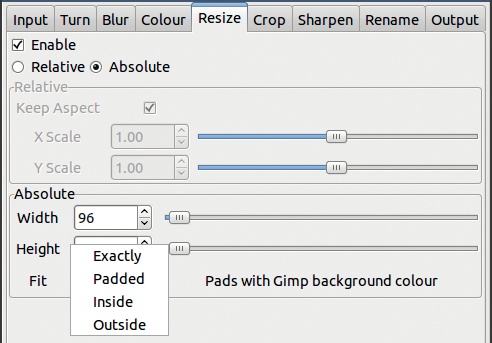 Input Turn Blur Colour Resize Crop Sharpen Rename Output
Enable
Relative Absolute
Relative
Keep Aspect
X Scale 1.00
Y Scale 1.00
Absolute
Width 96
Height
Exactly
Fit Padded Pads with Gimp background colour
Inside
Outside